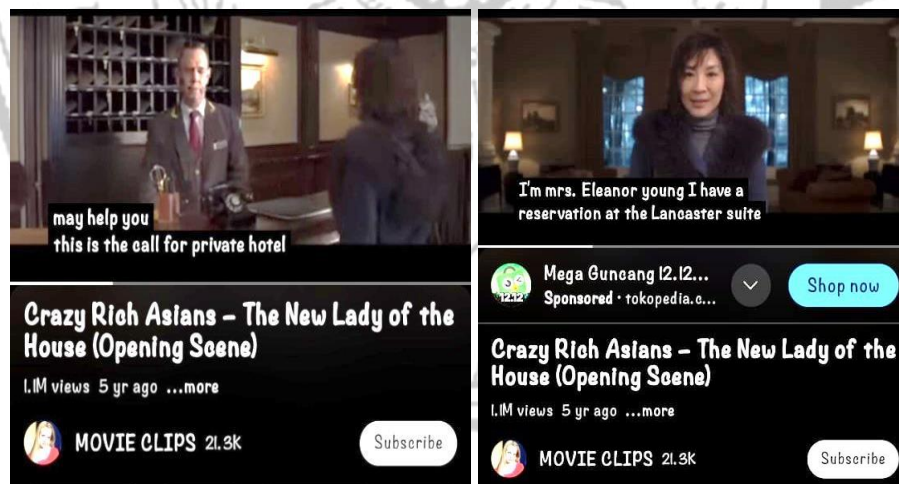 may help you
this is the call for private hotel
Crazy Rich Asians – The New Lady of the
House (Opening Scene)
1.1M views 5 yr ago ...more
MOVIE CLIPS 21.3K
Subscribe
I'm mrs. Eleanor young I have a
reservation at the Lancaster suite
12.12
Mega Guncang 12.12...
Sponsored · tokopedia.c...
Shop now
Crazy Rich Asians – The New Lady of the
House (Opening Scene)
1.1M views 5 yr ago ...more
MOVIE CLIPS 21.3K
Subscribe